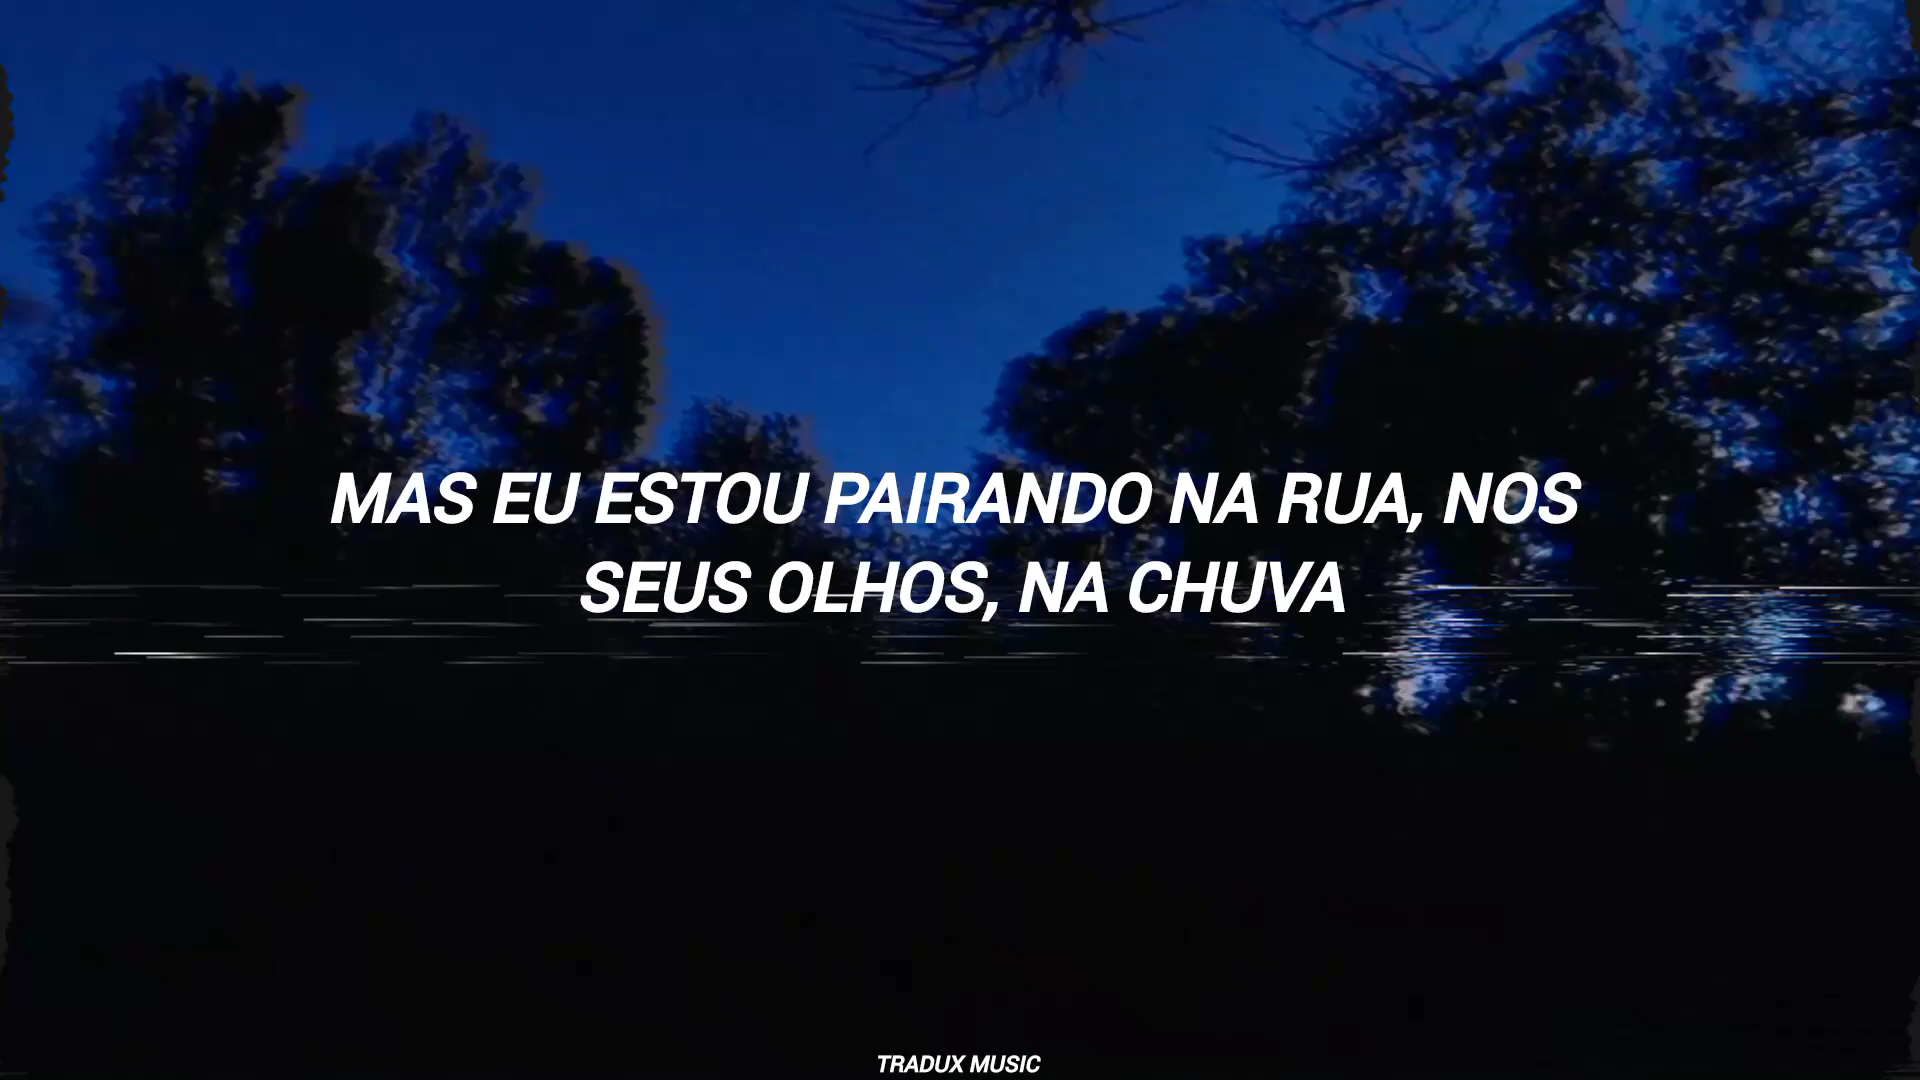 MAS EU ESTOU PAIRANDO NA RUA, NOS
SEUS OLHOS, NA CHUVA
TRADUX MUSIC